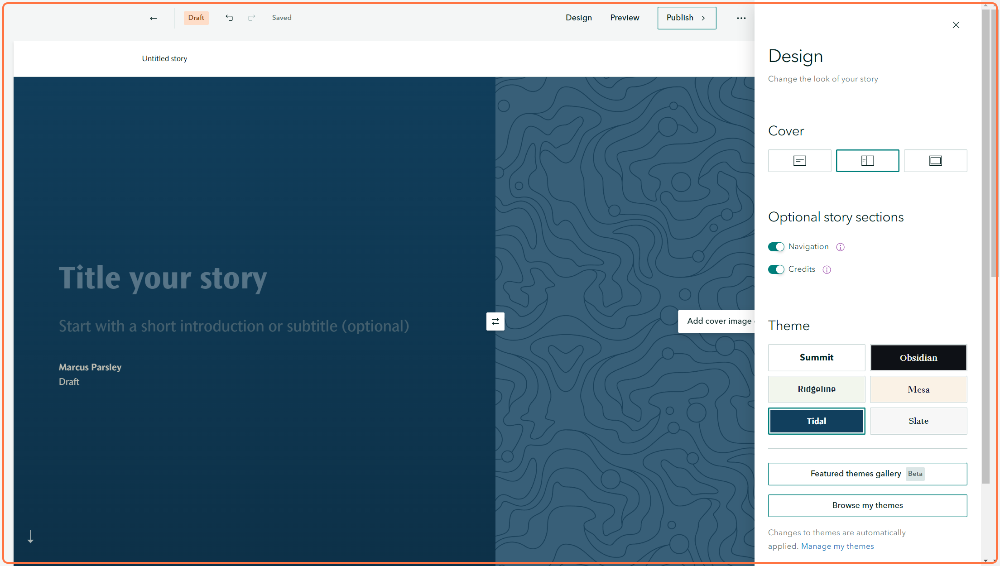 Draft
Saved
Design
Preview
Publish
Untitled story
Title your story
Start with a short introduction or subtitle (optional)
Marcus Parsley
Draft
Add cover image
Design
Change the look of your story
Cover
Optional story sections
Navigation
Credits
Theme
Summit
Obsidian
Ridgeline
Mesa
Tidal
Slate
Featured themes gallery Beta
Browse my themes
Changes to themes are automatically
applied. Manage my themes